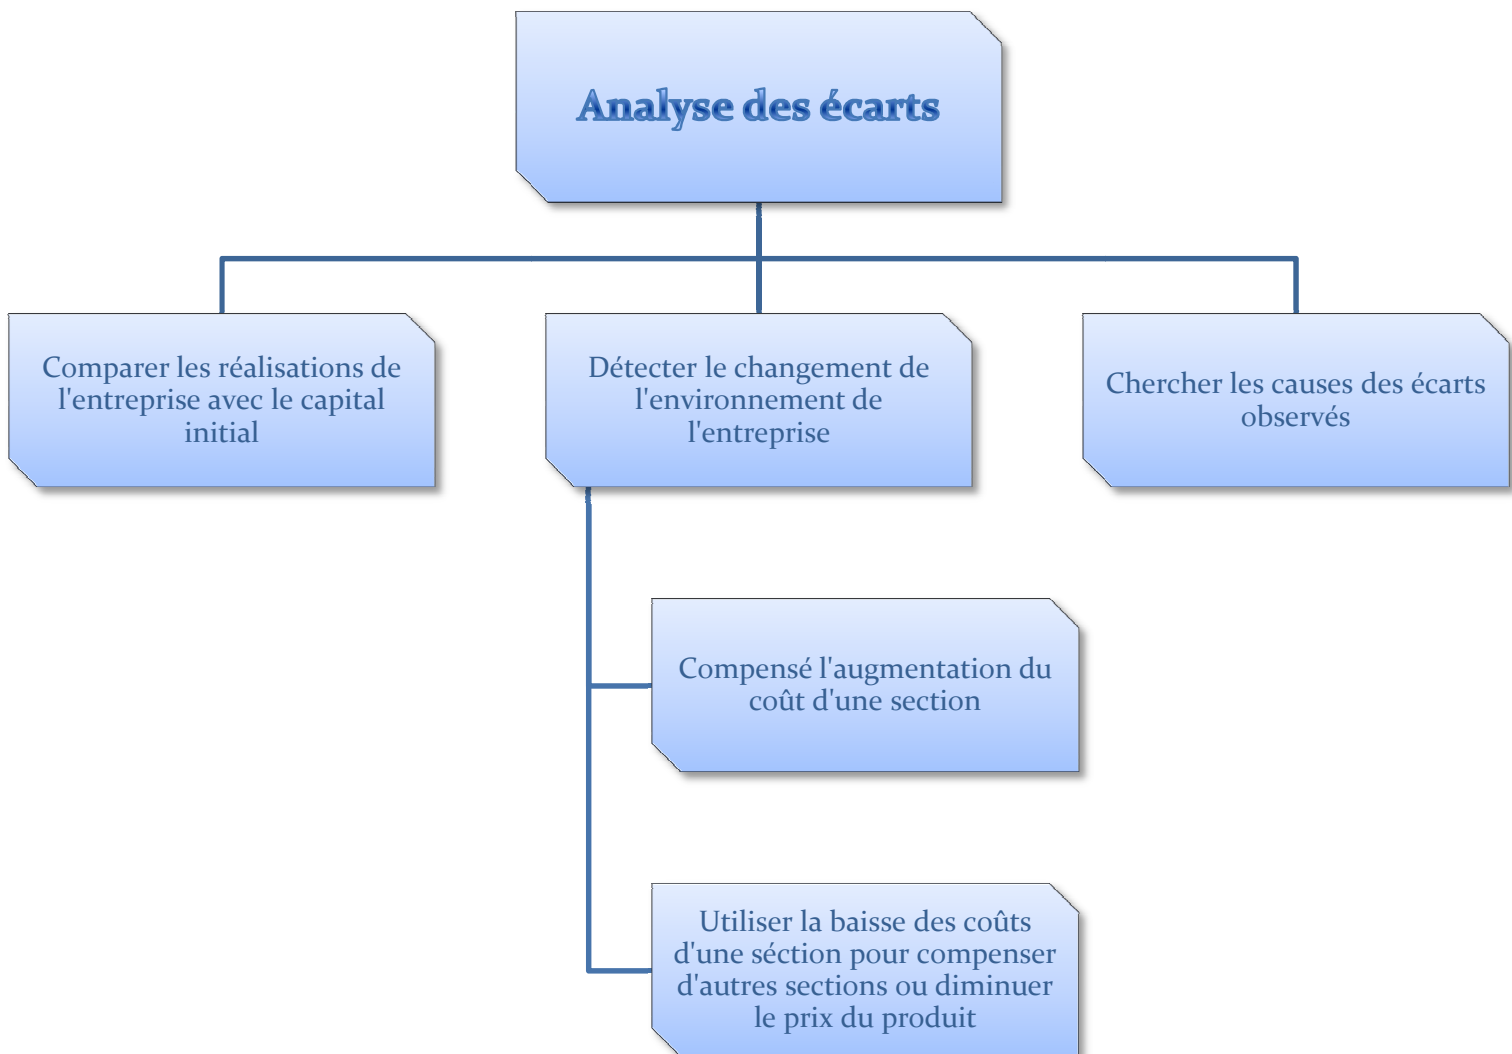 Analyse des écarts
Comparer les réalisations de
l'entreprise avec le capital
initial
Détecter le changement de
l'environnement de
l'entreprise
Chercher les causes des écarts
observés
Compensé l'augmentation du
coût d'une section
Utiliser la baisse des coûts
d'une séction pour compenser
d'autres sections ou diminuer
le prix du produit